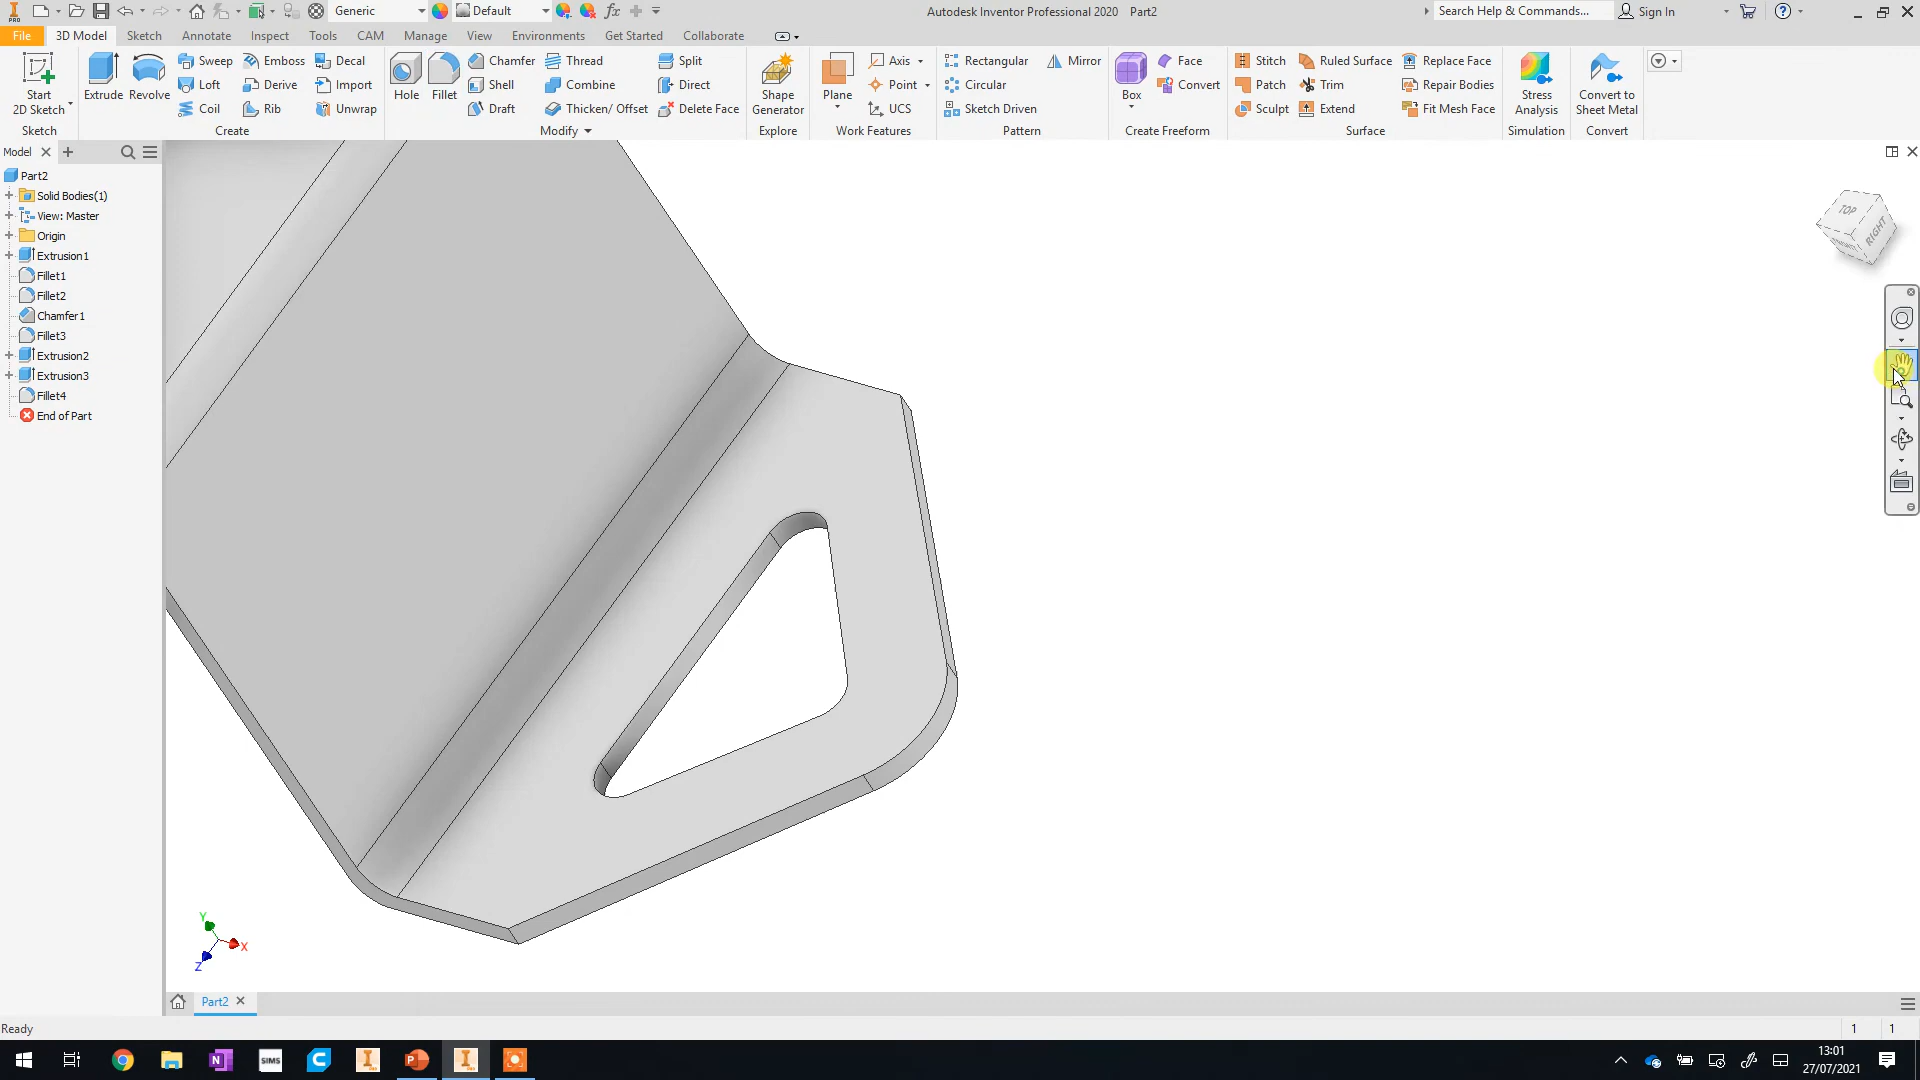 Generic Default Autodesk Inventor Professional 2020 Part2 Search Help & Commands... Sign In
File 3D Model Sketch Annotate Inspect Tools CAM Manage View Environments Get Started Collaborate
Start 2D Sketch
Sketch
Extrude Revolve Sweep Emboss Decal
Loft Derive Import
Coil Rib Unwrap
Create
Hole Fillet Chamfer Thread Split
Shell Combine Direct
Draft Thicken/ Offset Delete Face
Modify
Shape Generator
Explore
Plane Axis
Point
UCS
Work Features
Rectangular Mirror
Circular
Sketch Driven
Pattern
Box Face
Convert
Create Freeform
Stitch Ruled Surface Replace Face
Patch Trim Repair Bodies
Sculpt Extend Fit Mesh Face
Surface
Stress Analysis
Simulation
Convert to Sheet Metal
Convert
Model
Part2
Solid Bodies(1)
View: Master
Origin
Extrusion1
Fillet1
Fillet2
Chamfer1
Fillet3
Extrusion2
Extrusion3
Fillet4
End of Part
TOP
RIGHT
Y
X
Z
Part2
Ready 1 1
SIMS
13:01
27/07/2021